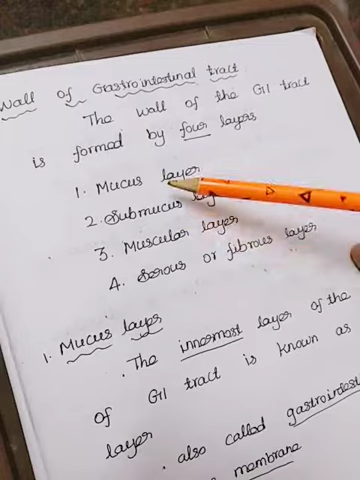 Wall of Gastrointestinal tract
The wall of the GI tract
is formed by four layers
1. Mucus layer
2. Submucus
3. Muscular layer
4. Serous or fibrous layer
1. Mucus layer
. The innermost layer of the
of GI tract is known as
layer
. also called gastrointest
membrane